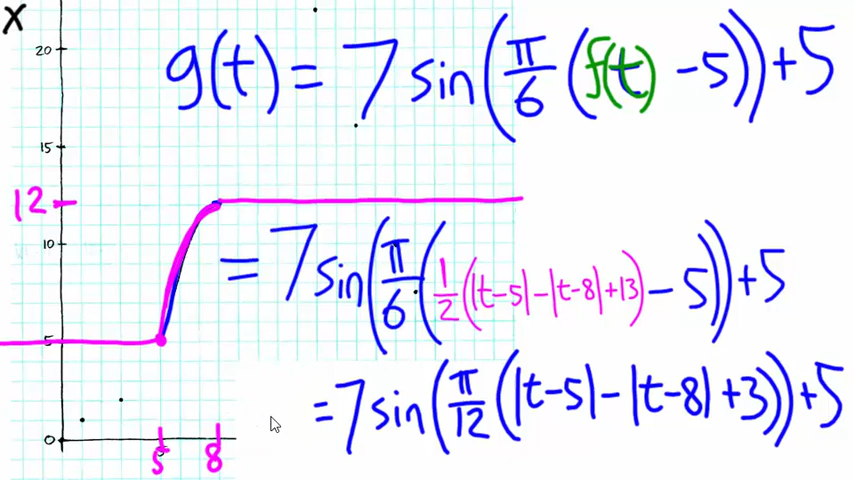 x
20
g(t) = 7 sin(π/6 (f(t) - 5)) + 5
15
12
10
= 7 sin(π/6 (1/2 (|t-5| - |t-8| + 13) - 5)) + 5
5
= 7 sin(π/12 (|t-5| - |t-8| + 3)) + 5
0
5 8